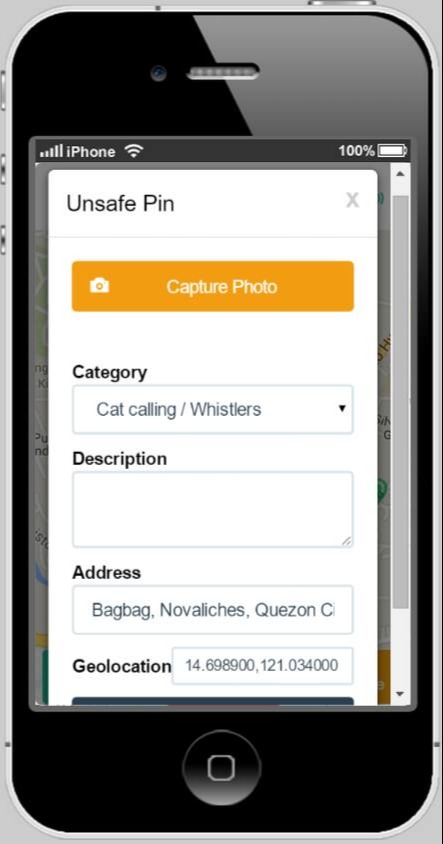 iPhone 100%
Unsafe Pin x
Capture Photo
Category
Cat calling / Whistlers
Description
Address
Bagbag, Novaliches, Quezon Ci
Geolocation 14.698900,121.034000